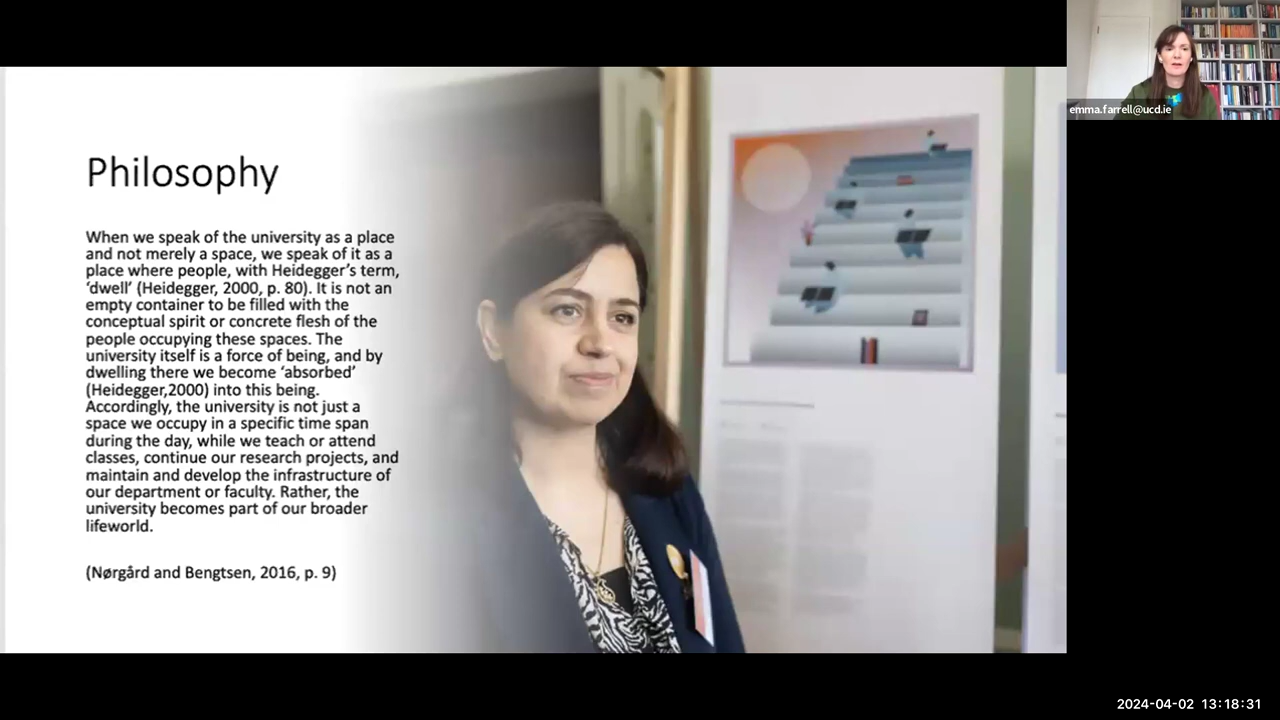 emma.farrell@ucd.ie
Philosophy
When we speak of the university as a place
and not merely a space, we speak of it as a
place where people, with Heidegger's term,
'dwell' (Heidegger, 2000, p. 80). It is not an
empty container to be filled with the
conceptual spirit or concrete flesh of the
people occupying these spaces. The
university itself is a force of being, and by
dwelling there we become 'absorbed'
(Heidegger,2000) into this being.
Accordingly, the university is not just a
space we occupy in a specific time span
during the day, while we teach or attend
classes, continue our research projects, and
maintain and develop the infrastructure of
our department or faculty. Rather, the
university becomes part of our broader
lifeworld.
(Nørgård and Bengtsen, 2016, p. 9)
2024-04-02 13:18:31